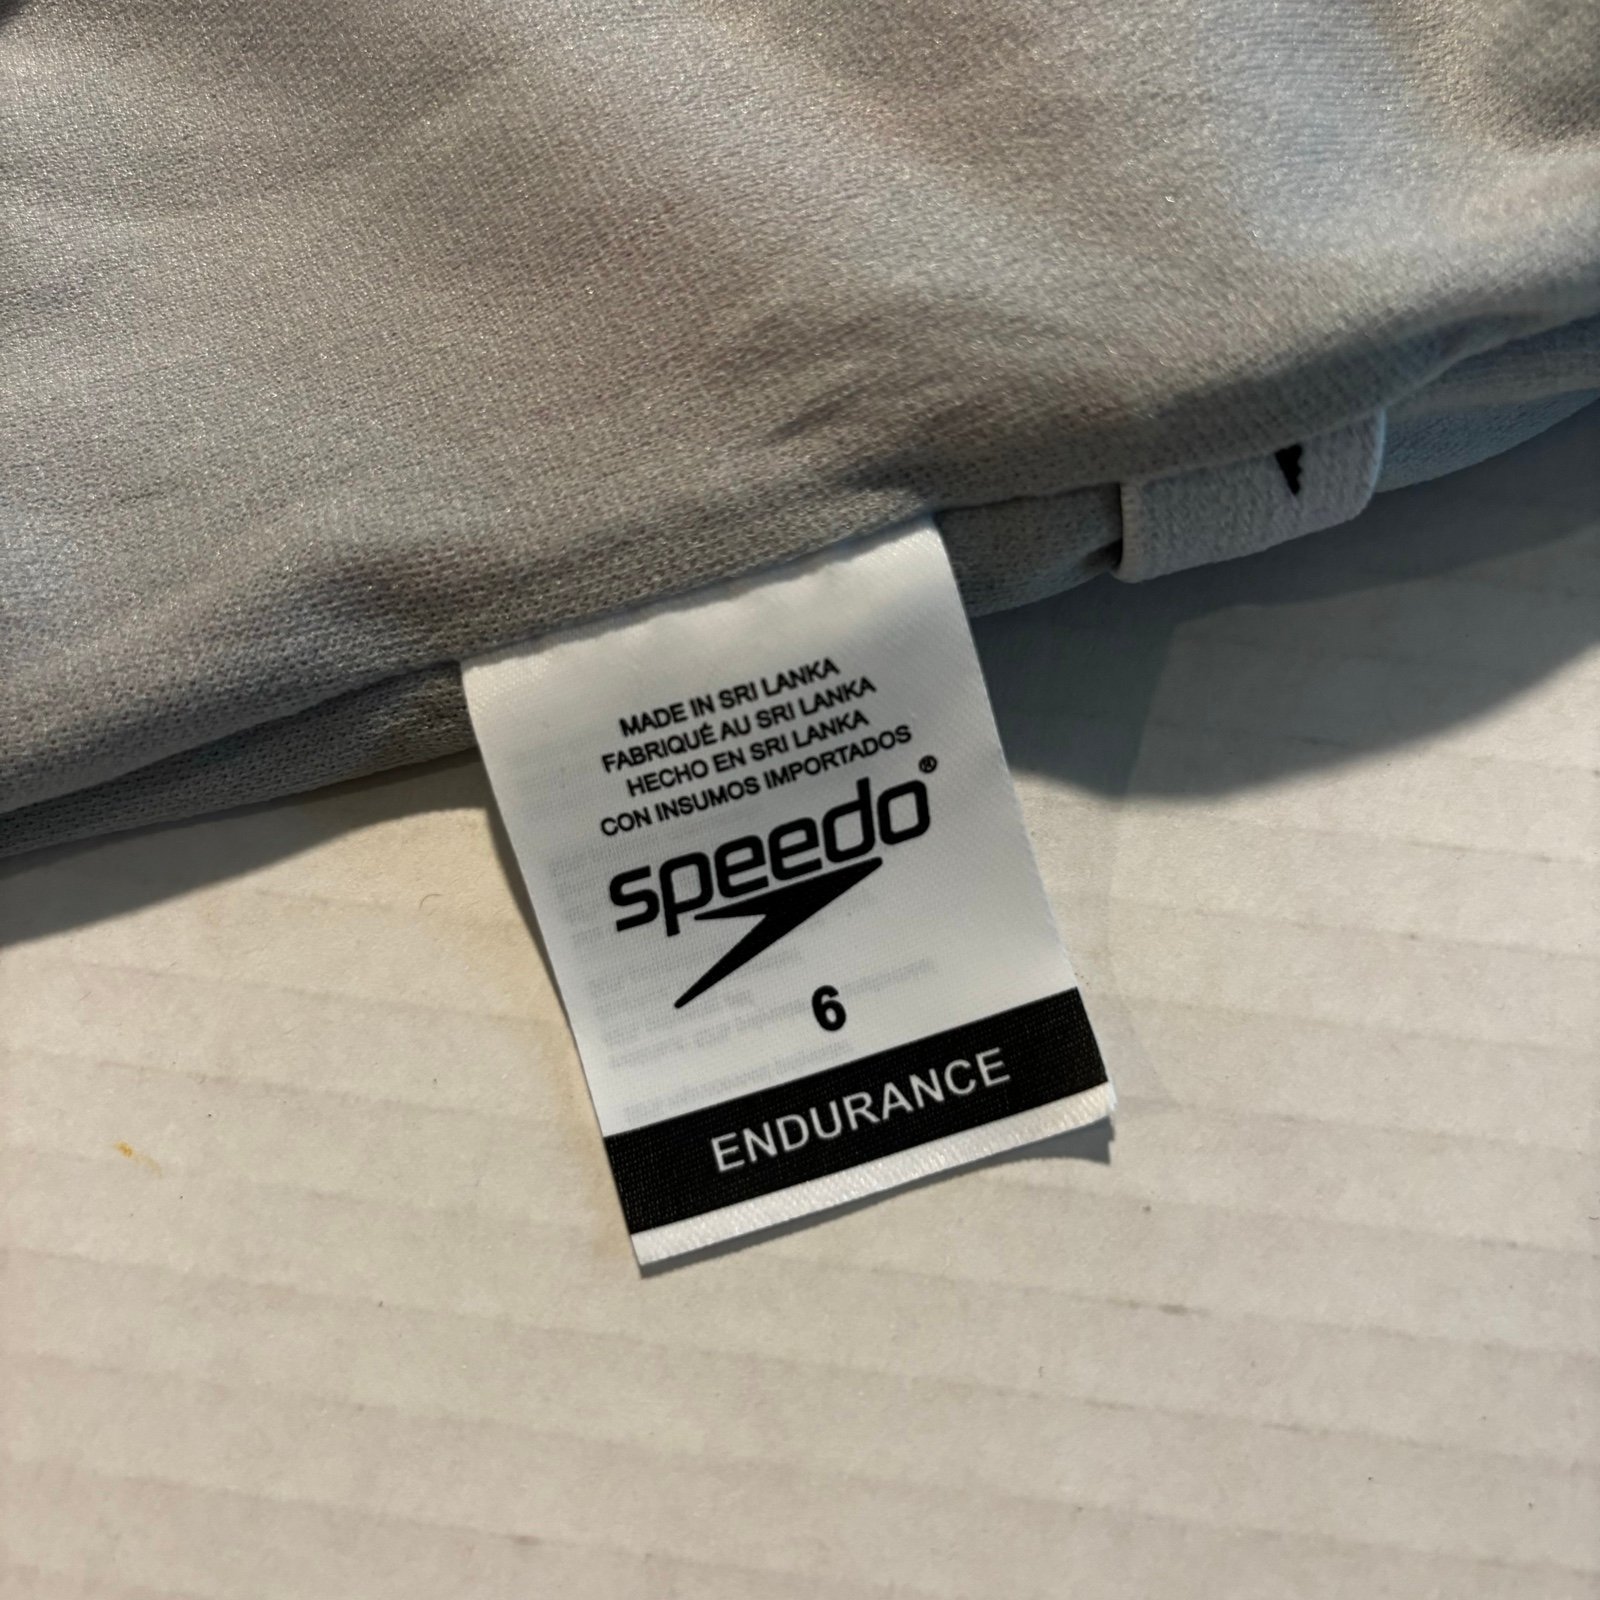 MADE IN SRI LANKA
FABRIQUÉ AU SRI LANKA
HECHO EN SRI LANKA
CON INSUMOS IMPORTADOS
speedo®
6
ENDURANCE